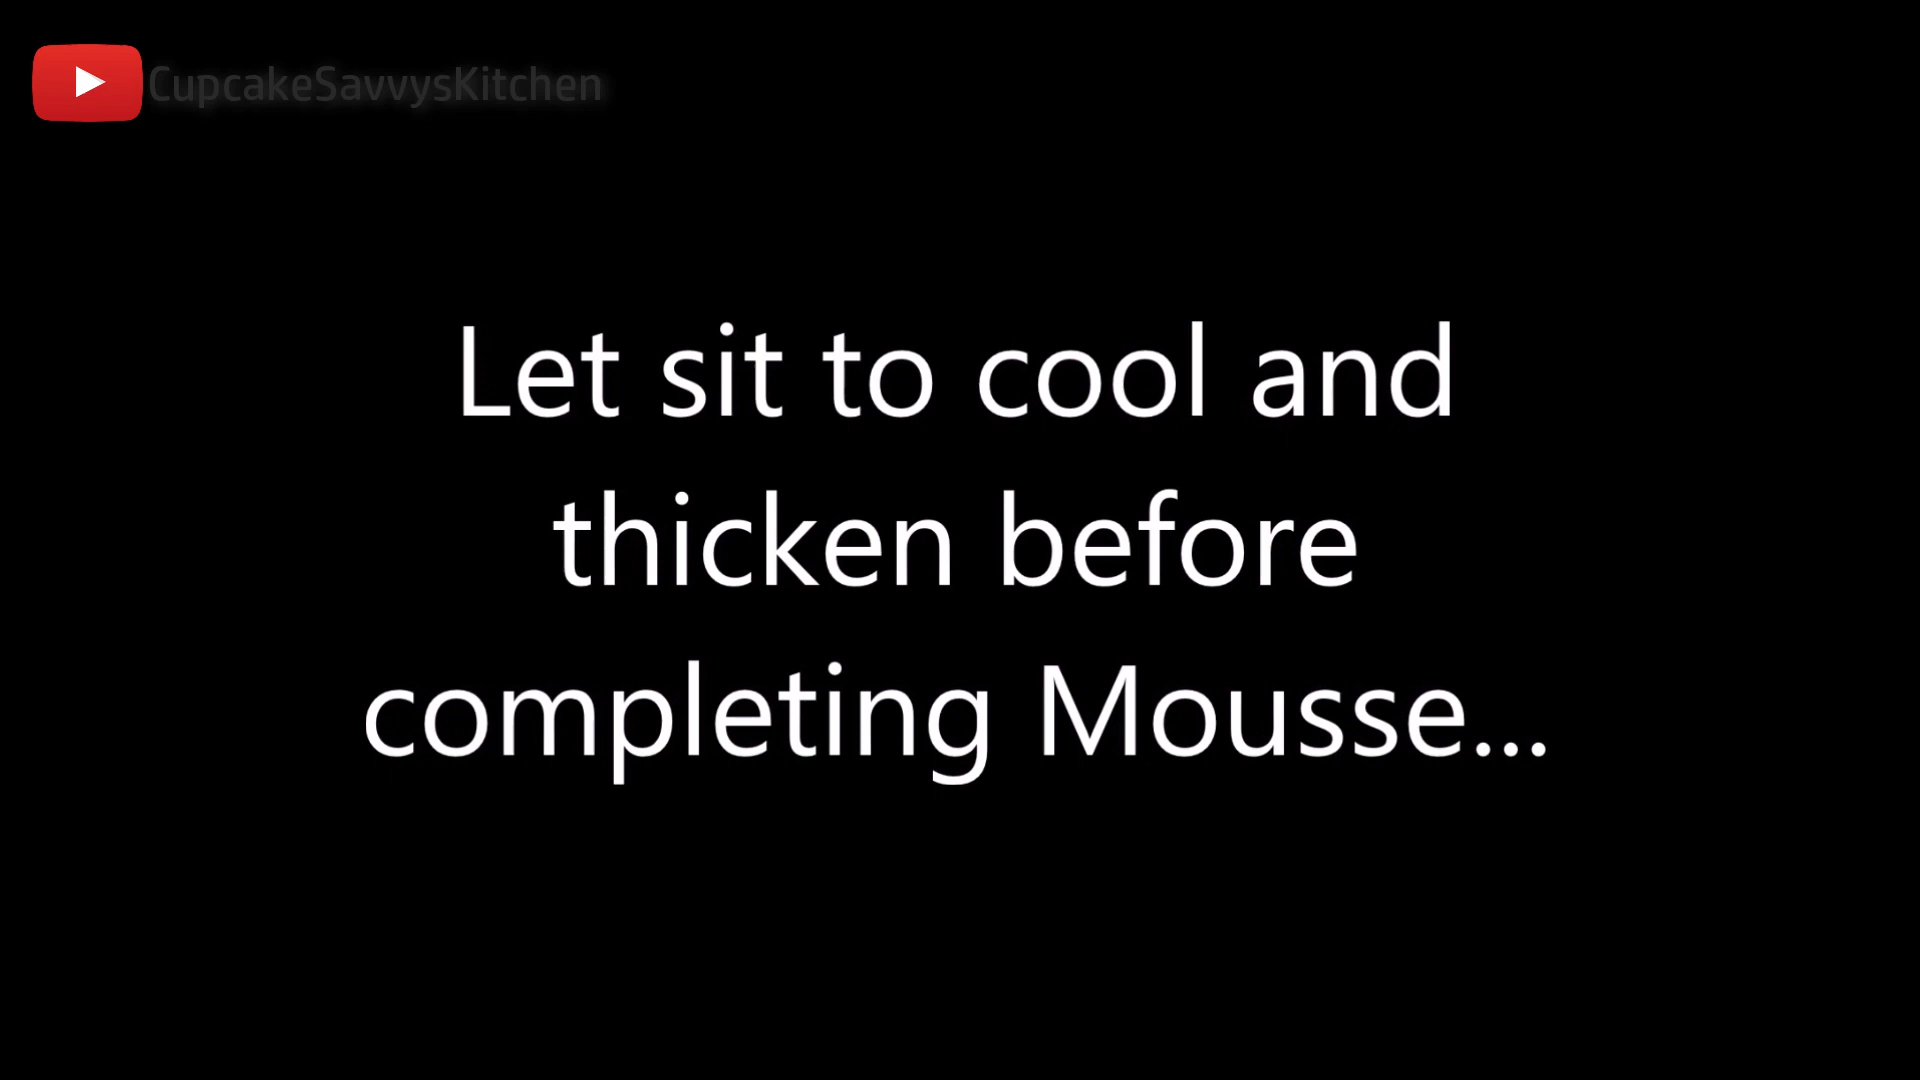 CupcakeSavvysKitchen
Let sit to cool and
thicken before
completing Mousse...